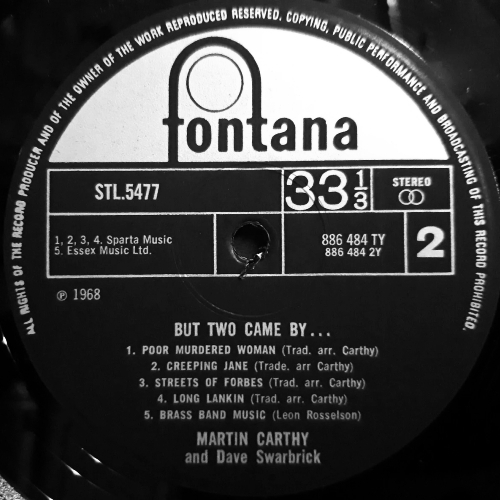 ALL RIGHTS OF THE RECORD PRODUCER AND OF THE OWNER OF THE WORK REPRODUCED RESERVED. COPYING, PUBLIC PERFORMANCE AND BROADCASTING OF THIS RECORD PROHIBITED.
fontana
STL.5477
33 1/3
STEREO
1, 2, 3, 4. Sparta Music
5. Essex Music Ltd.
886 484 TY
886 484 2Y
2
℗ 1968
BUT TWO CAME BY...
1. POOR MURDERED WOMAN (Trad. arr. Carthy)
2. CREEPING JANE (Trade. arr Carthy)
3. STREETS OF FORBES (Trad. arr. Carthy)
4. LONG LANKIN (Trad. arr. Carthy)
5. BRASS BAND MUSIC (Leon Rosselson)
MARTIN CARTHY
and Dave Swarbrick